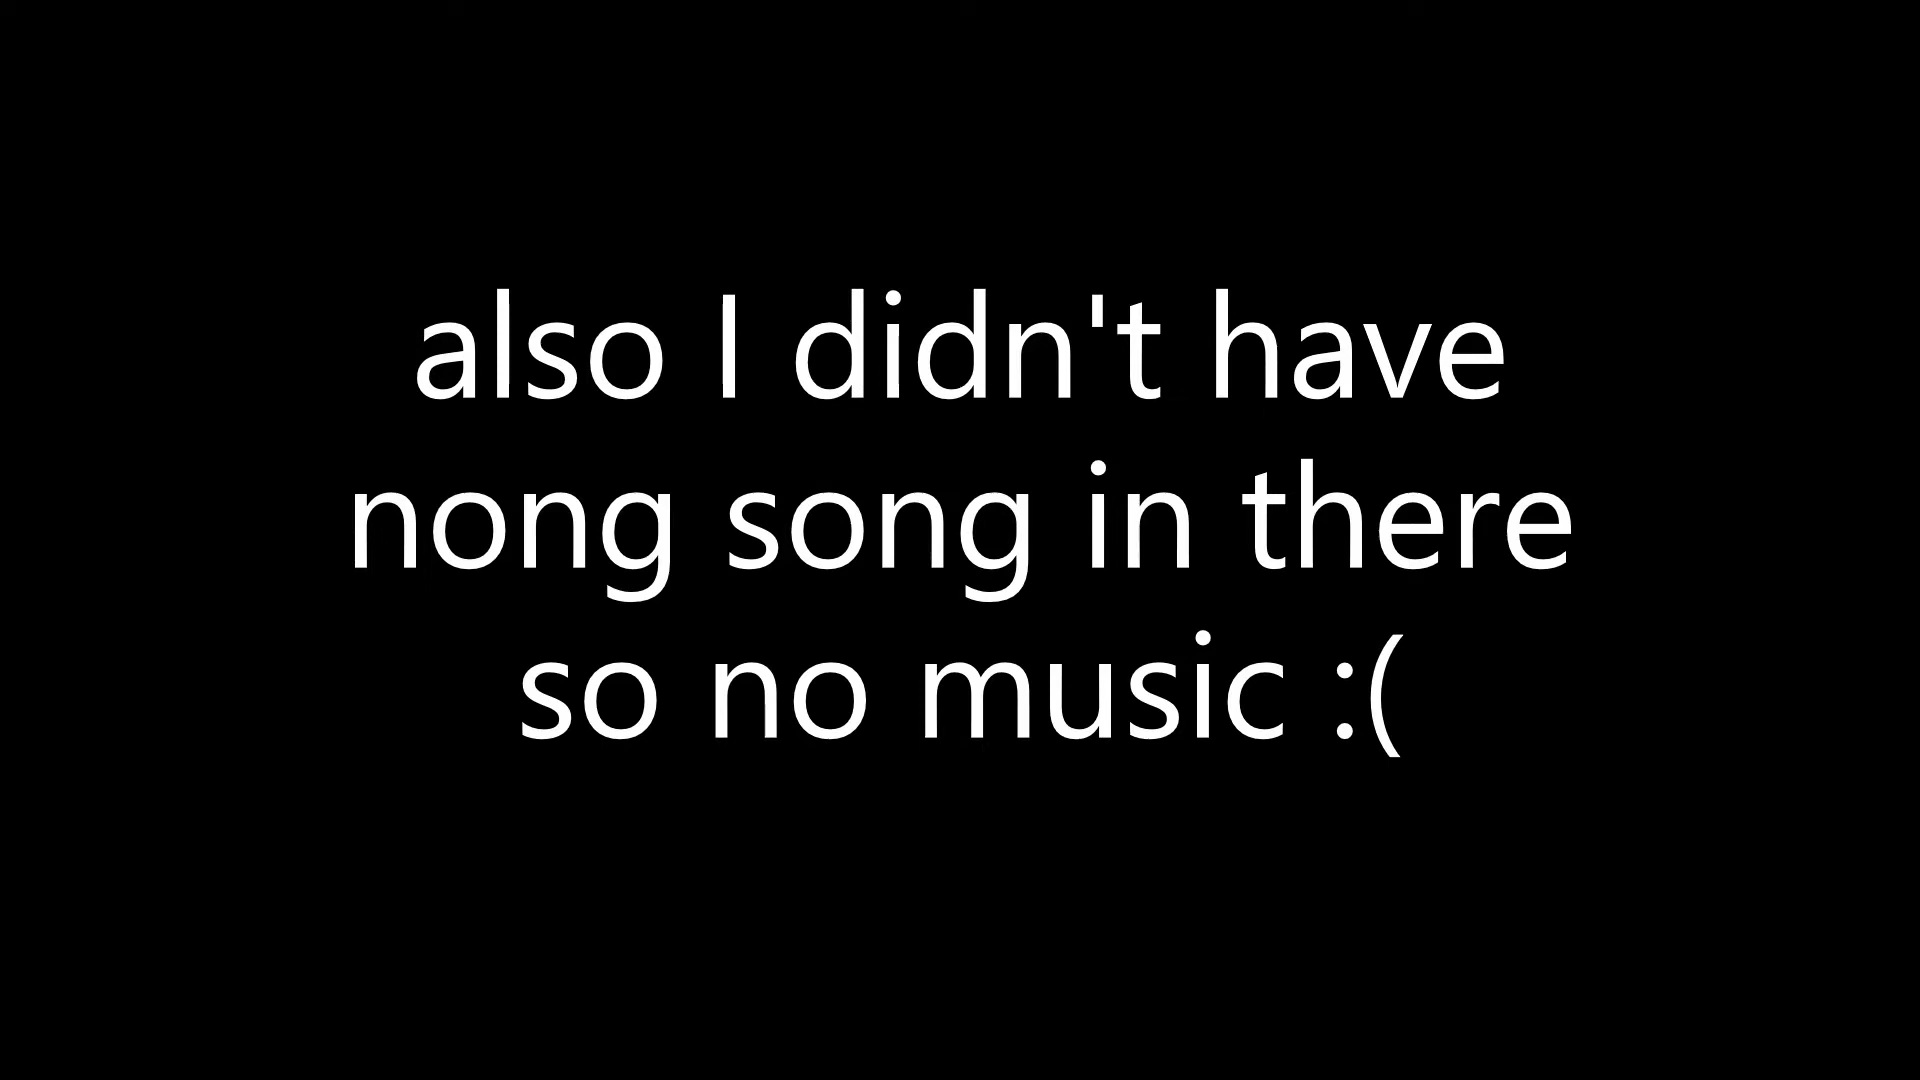 also I didn't have
nong song in there
so no music :(